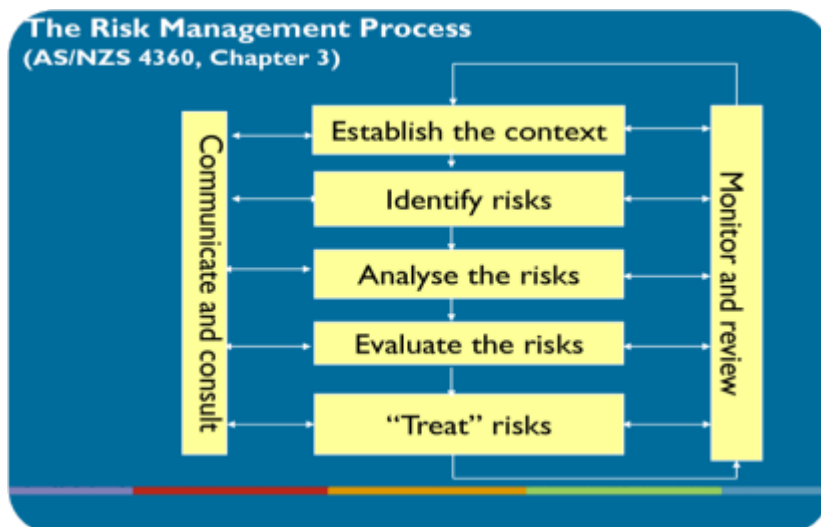 The Risk Management Process
(AS/NZS 4360, Chapter 3)
Communicate and consult
Establish the context
Identify risks
Analyse the risks
Evaluate the risks
“Treat” risks
Monitor and review